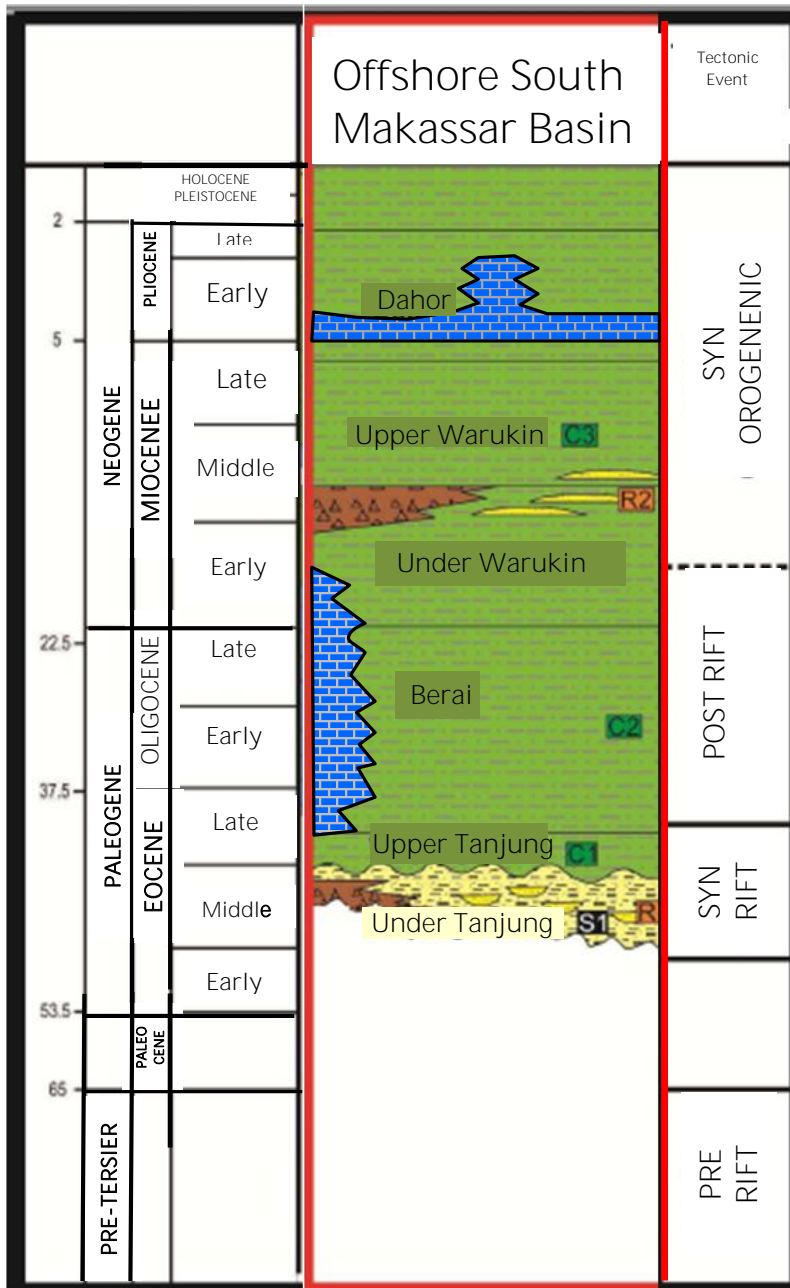 Offshore South
Makassar Basin
Tectonic
Event
HOLOCENE
PLEISTOCENE
2
PLIOCENE
Late
Early
Dahor
5
NEOGENE
MIOCENEE
Late
Middle
Early
Upper Warukin
C3
R2
Under Warukin
SYN
OROGENENIC
22.5
PALEOGENE
OLIGOCENE
Late
Early
Berai
C2
POST RIFT
37.5
EOCENE
Late
Middle
Early
Upper Tanjung
C1
Under Tanjung
S1
R
SYN
RIFT
53.5
PALEO
CENE
65
PRE-TERSIER
PRE
RIFT